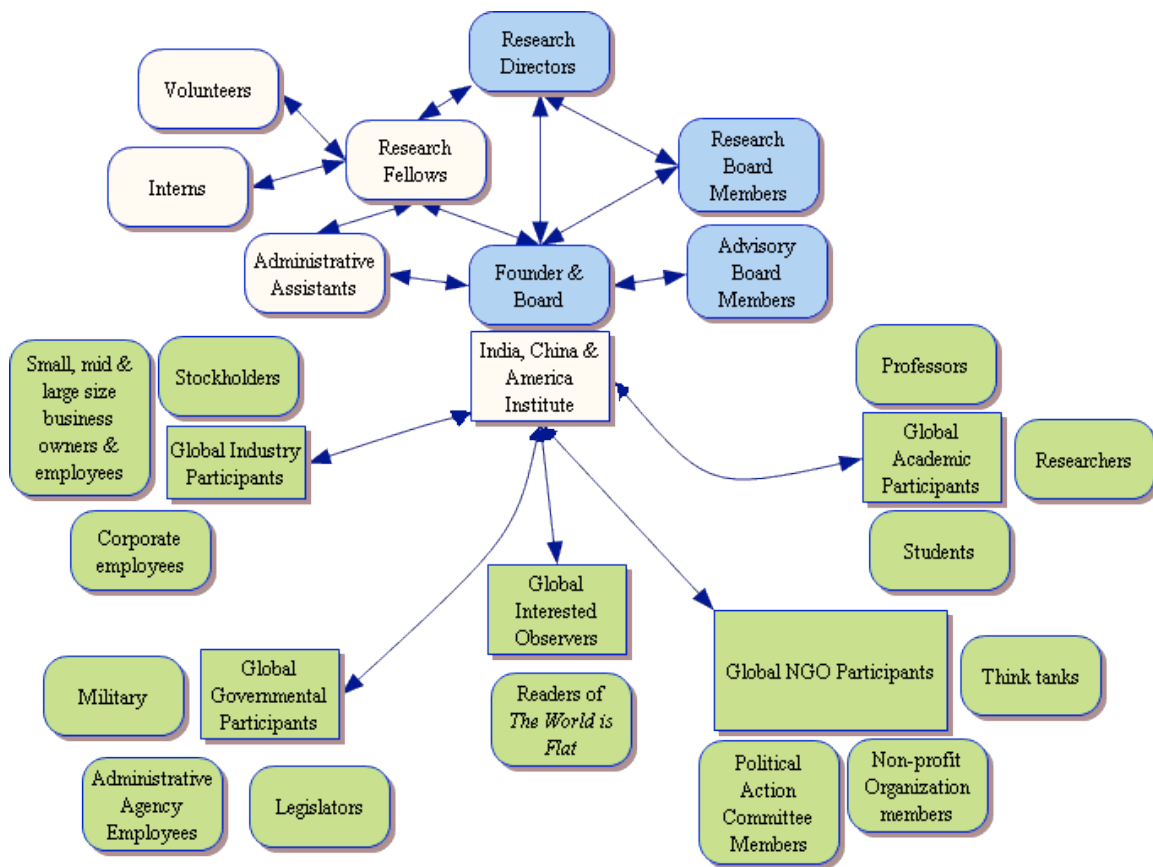 Research
Directors
Volunteers
Research
Fellows
Research
Board
Members
Interns
Administrative
Assistants
Founder &
Board
Advisory
Board
Members
India, China &
America
Institute
Small, mid &
large size
business
owners &
employees
Stockholders
Global Industry
Participants
Corporate
employees
Professors
Global
Academic
Participants
Researchers
Students
Global
Interested
Observers
Readers of
The World is
Flat
Military
Global
Governmental
Participants
Administrative
Agency
Employees
Legislators
Global NGO Participants
Think tanks
Political
Action
Committee
Members
Non-profit
Organization
members